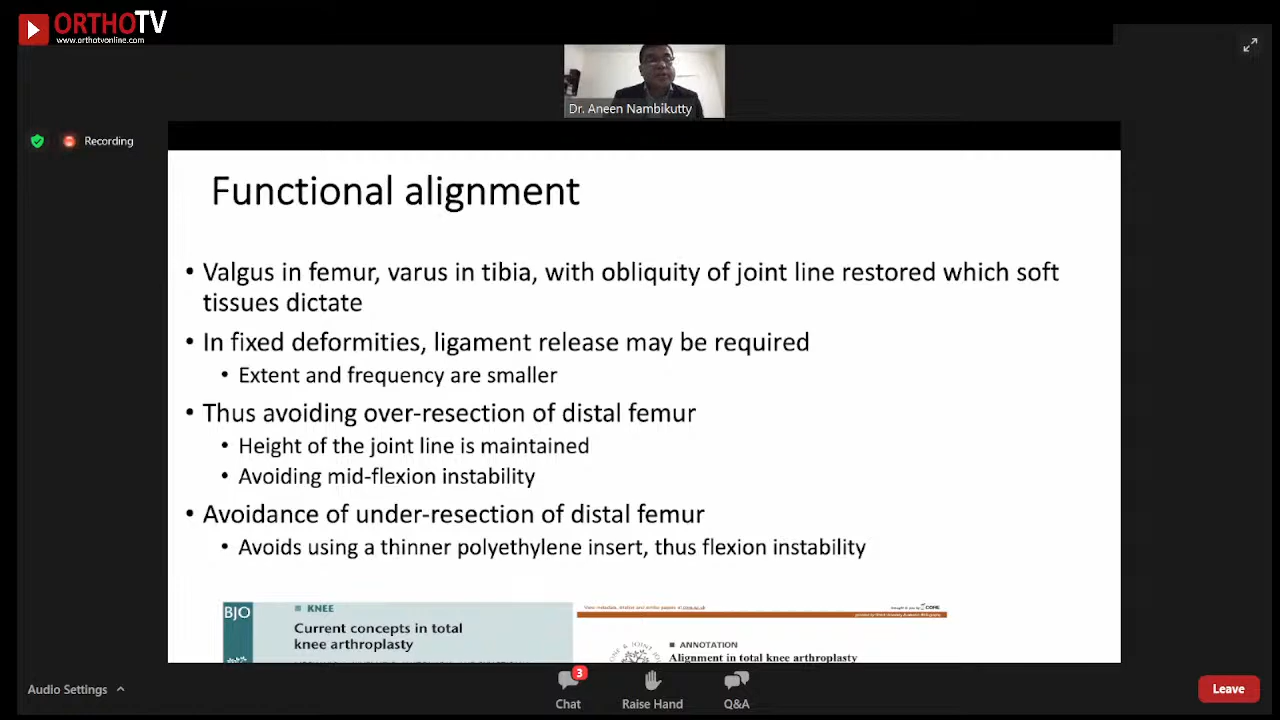 ORTHOTV
www.orthotvonline.com
Dr. Aneen Nambikutty
Recording
Functional alignment
• Valgus in femur, varus in tibia, with obliquity of joint line restored which soft
tissues dictate
• In fixed deformities, ligament release may be required
• Extent and frequency are smaller
• Thus avoiding over-resection of distal femur
• Height of the joint line is maintained
• Avoiding mid-flexion instability
• Avoidance of under-resection of distal femur
• Avoids using a thinner polyethylene insert, thus flexion instability
BJO
KNEE
Current concepts in total
knee arthroplasty
CORE
ANNOTATION
Alignment in total knee arthroplasty
Audio Settings
3
Chat
Raise Hand
Q&A
Leave